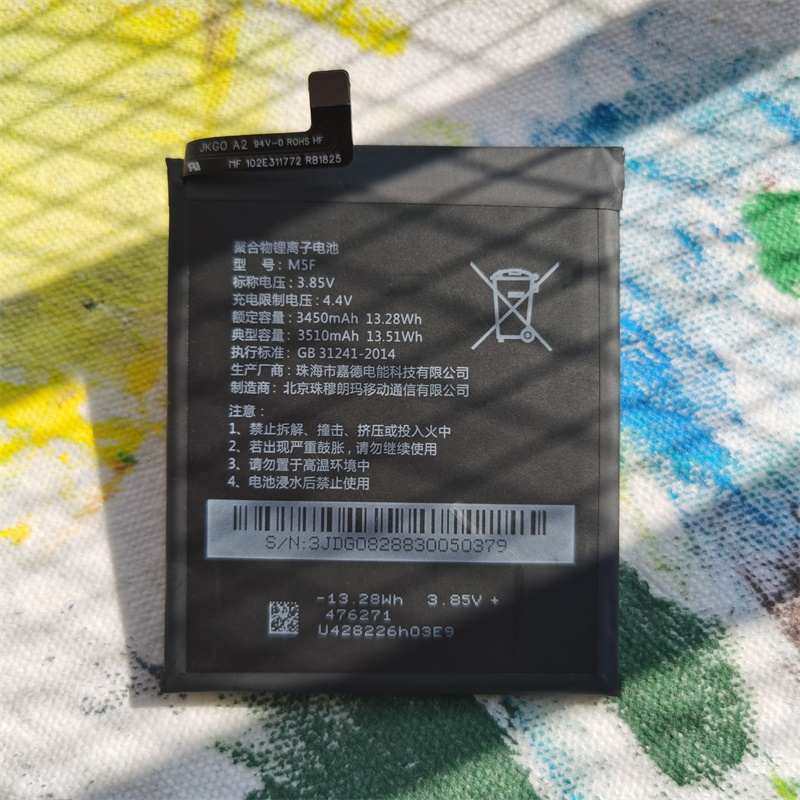 JKGO A2 94V-0 ROHS HF
MF 102E311772 RB1825
聚合物锂离子电池
型 号：M5F
标称电压：3.85V
充电限制电压：4.4V
额定容量：3450mAh 13.28Wh
典型容量：3510mAh 13.51Wh
执行标准：GB 31241-2014
生产厂商：珠海市嘉德电能科技有限公司
制造商：北京珠穆朗玛移动通信有限公司
注意：
1、禁止拆解、撞击、挤压或投入火中
2、若出现严重鼓胀，请勿继续使用
3、请勿置于高温环境中
4、电池浸水后禁止使用
S/N:3JDG0828830050379
-13.28Wh 3.85V +
476271
U428226h03E9